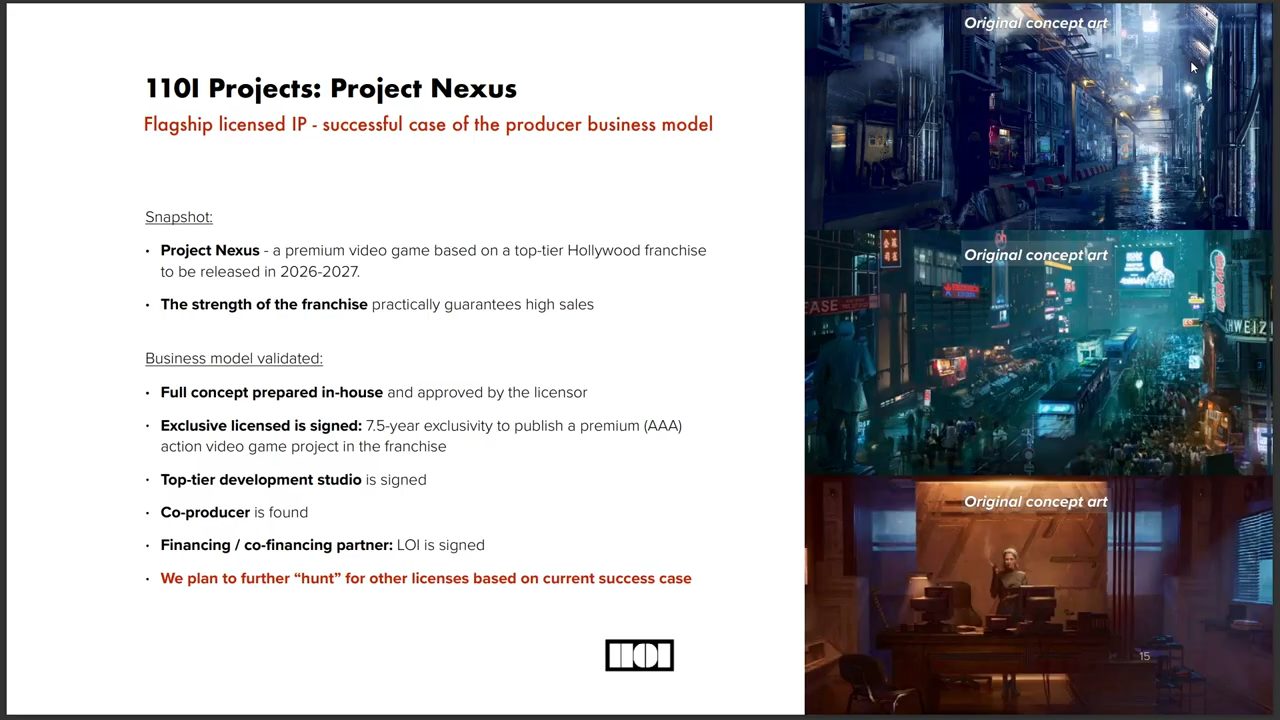 110I Projects: Project Nexus
Flagship licensed IP - successful case of the producer business model
Snapshot:
· Project Nexus - a premium video game based on a top-tier Hollywood franchise
to be released in 2026-2027.
· The strength of the franchise practically guarantees high sales
Business model validated:
· Full concept prepared in-house and approved by the licensor
· Exclusive licensed is signed: 7.5-year exclusivity to publish a premium (AAA)
action video game project in the franchise
· Top-tier development studio is signed
· Co-producer is found
· Financing / co-financing partner: LOI is signed
· We plan to further “hunt” for other licenses based on current success case
110I
Original concept art
Original concept art
EASE
CHWEIZ
Original concept art
15